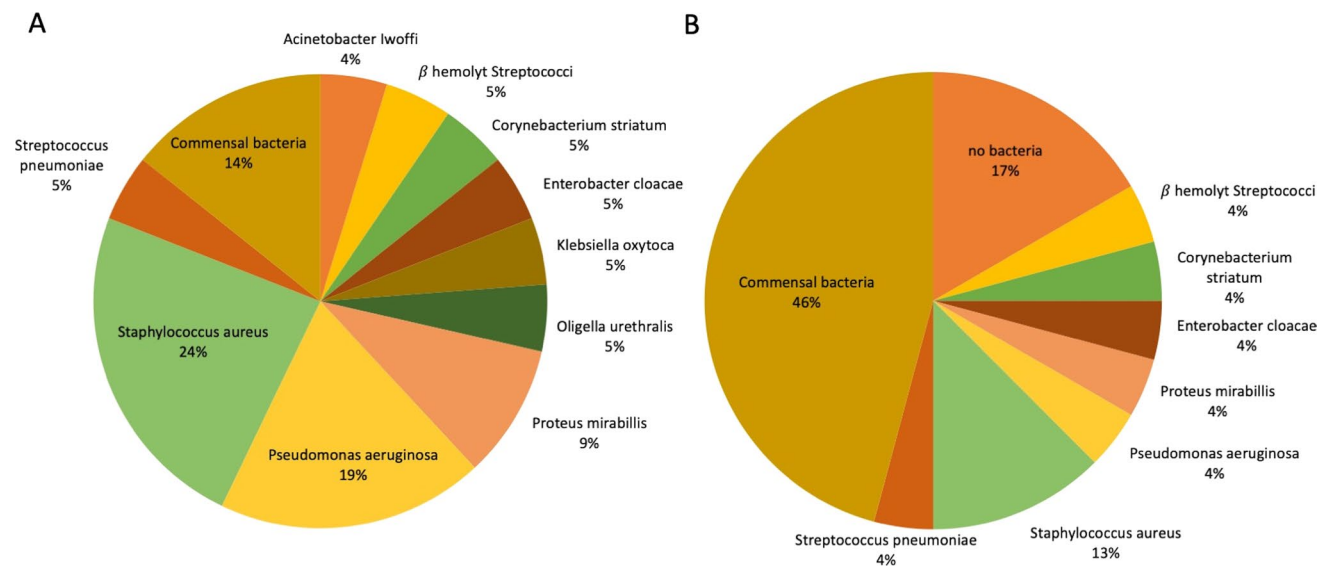 A
Acinetobacter lwoffi
4%
β hemolyt Streptococci
5%
Corynebacterium striatum
5%
Enterobacter cloacae
5%
Klebsiella oxytoca
5%
Oligella urethralis
5%
Proteus mirabillis
9%
Pseudomonas aeruginosa
19%
Staphylococcus aureus
24%
Streptococcus
pneumoniae
5%
Commensal bacteria
14%
B
no bacteria
17%
β hemolyt Streptococci
4%
Corynebacterium
striatum
4%
Enterobacter cloacae
4%
Proteus mirabillis
4%
Pseudomonas aeruginosa
4%
Staphylococcus aureus
13%
Streptococcus pneumoniae
4%
Commensal bacteria
46%